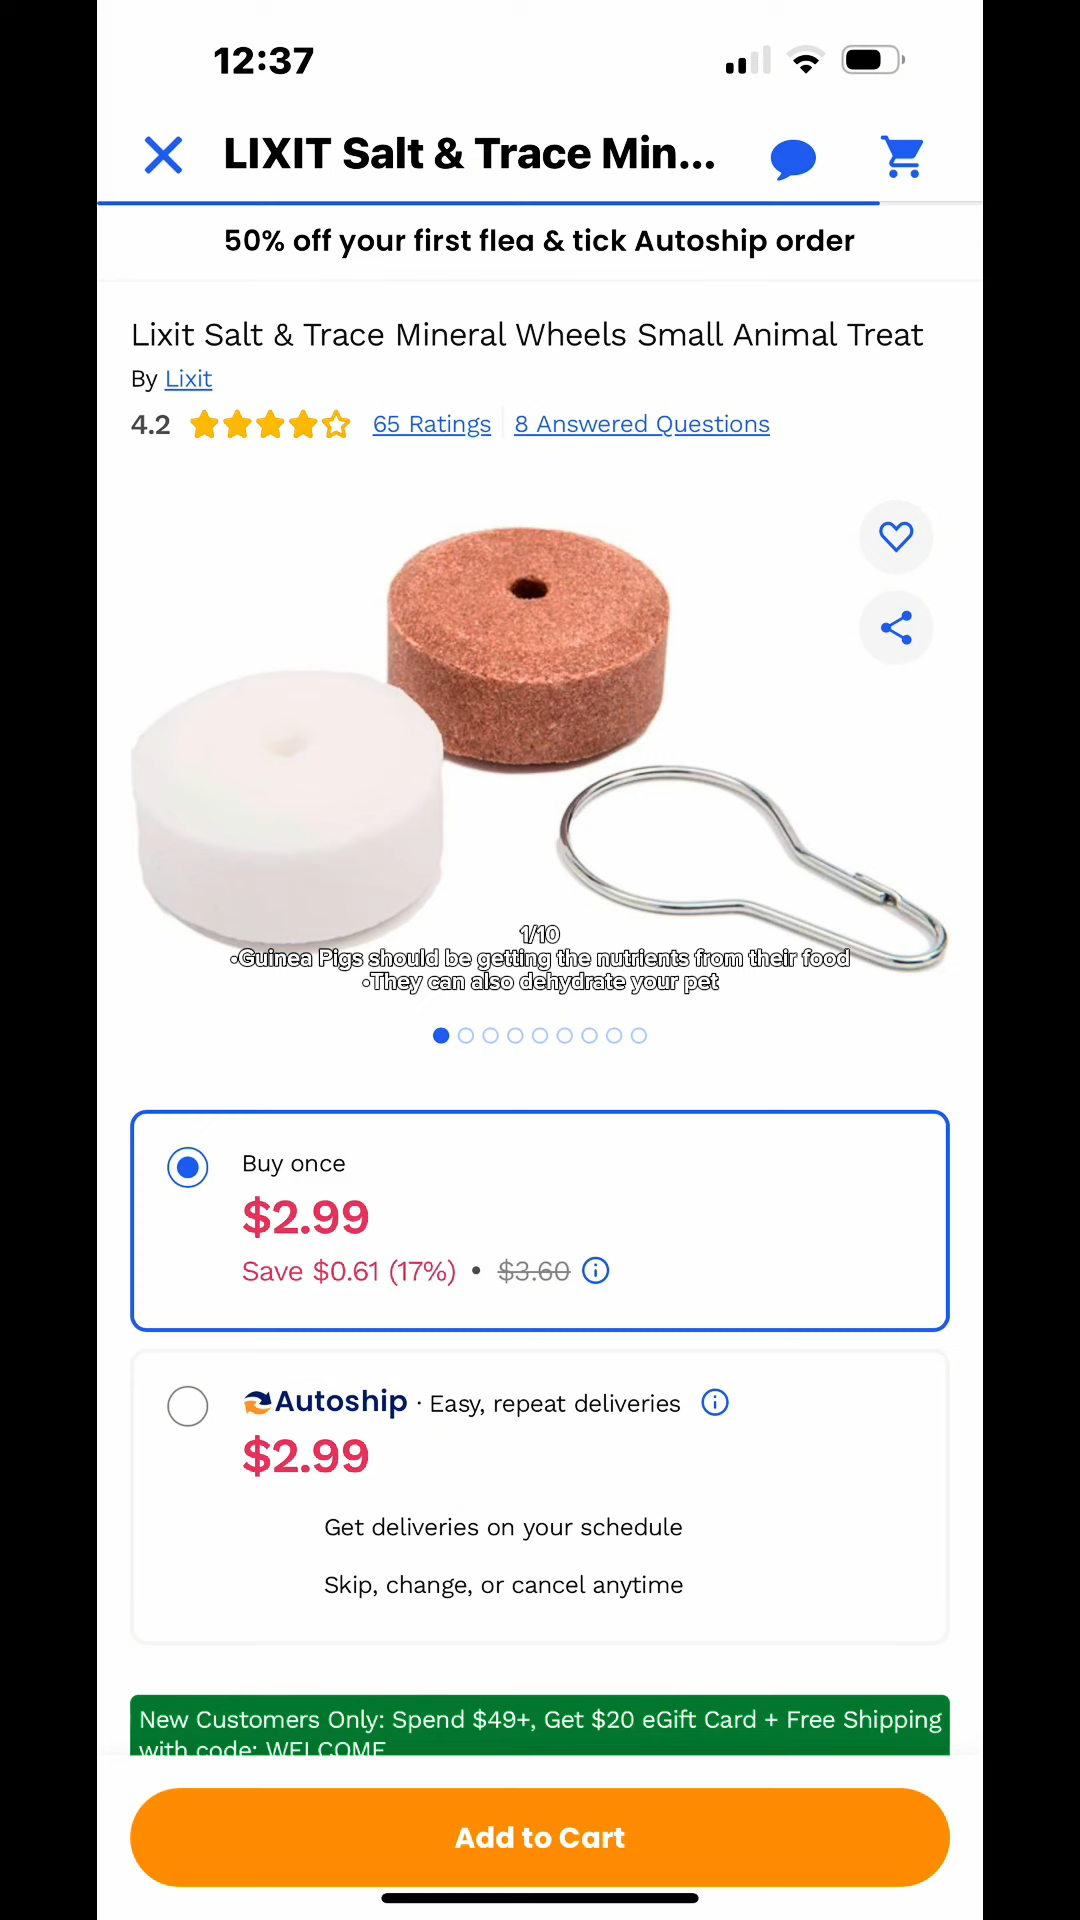 12:37
LIXIT Salt & Trace Min...
50% off your first flea & tick Autoship order
Lixit Salt & Trace Mineral Wheels Small Animal Treat
By Lixit
4.2 65 Ratings 8 Answered Questions
1/10
•Guinea Pigs should be getting the nutrients from their food
•They can also dehydrate your pet
Buy once
$2.99
Save $0.61 (17%) • $3.60
Autoship · Easy, repeat deliveries
$2.99
Get deliveries on your schedule
Skip, change, or cancel anytime
New Customers Only: Spend $49+, Get $20 eGift Card + Free Shipping
with code: WELCOME
Add to Cart